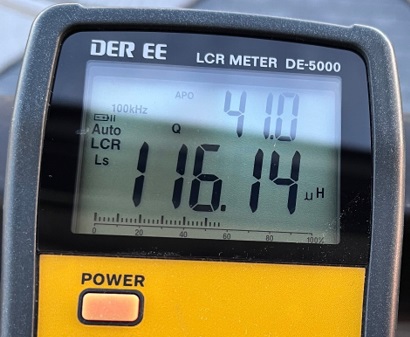 DER EE LCR METER DE-5000
APO
100kHz
Q 41.0
Auto
LCR
Ls 116.14 μH
0 20 40 60 80 100%
POWER